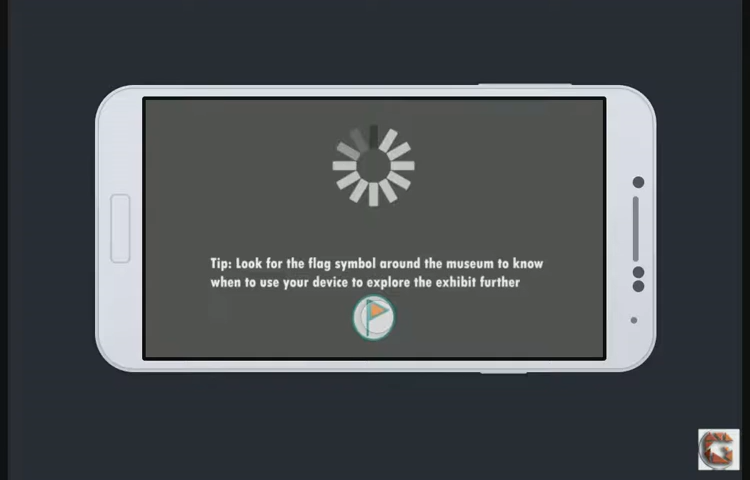 Tip: Look for the flag symbol around the museum to know
when to use your device to explore the exhibit further